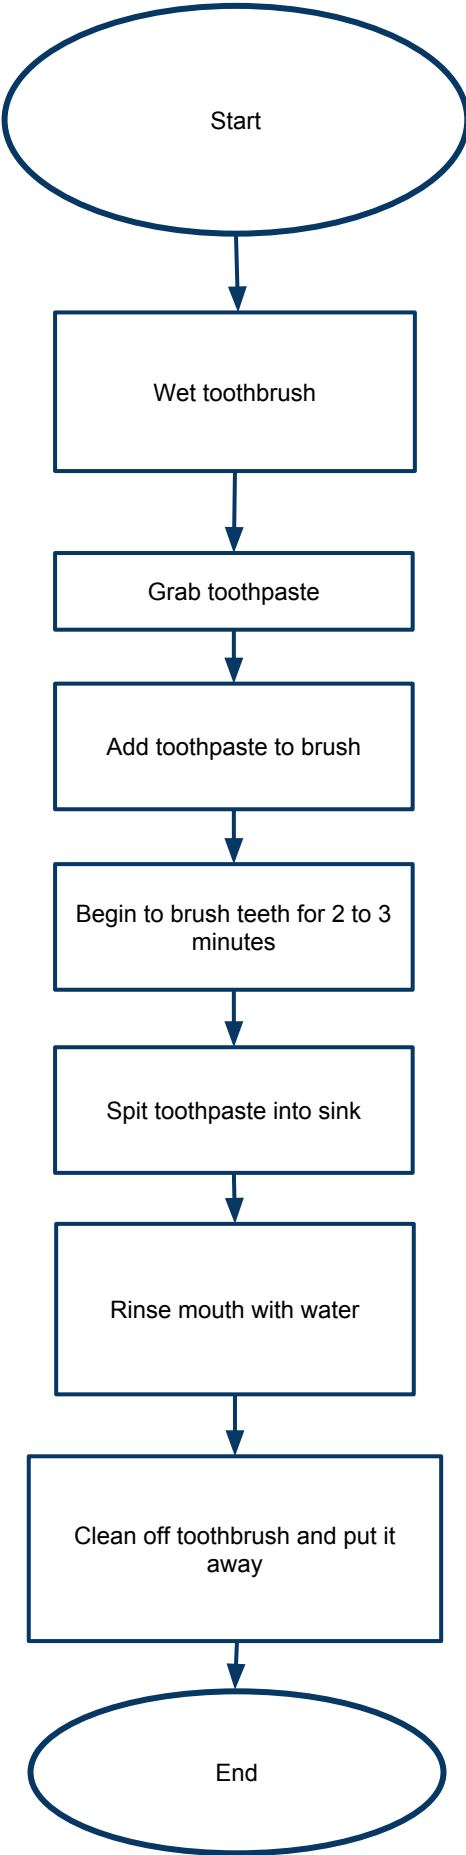 Start
Wet toothbrush
Grab toothpaste
Add toothpaste to brush
Begin to brush teeth for 2 to 3
minutes
Spit toothpaste into sink
Rinse mouth with water
Clean off toothbrush and put it
away
End